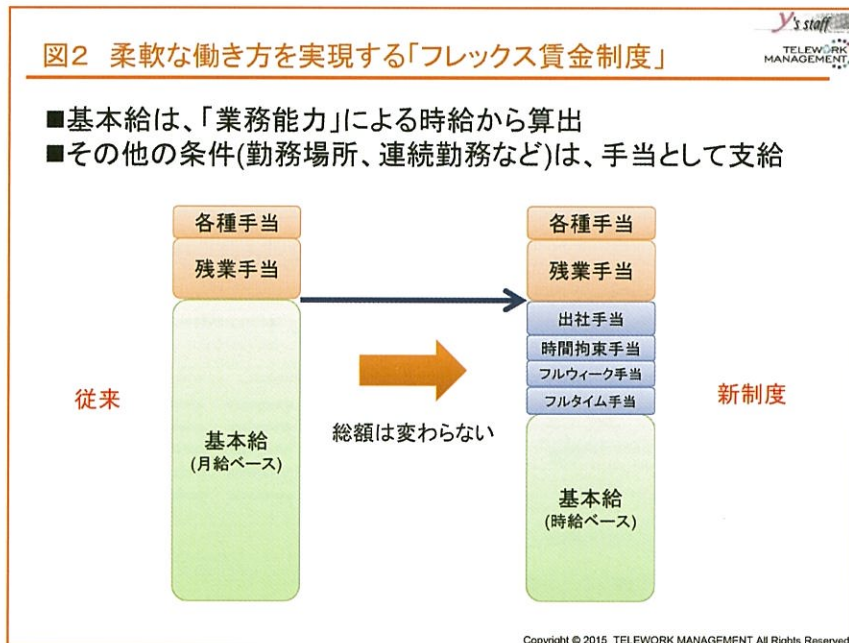 y's staff
TELEWORK
MANAGEMENT
図2 柔軟な働き方を実現する「フレックス賃金制度」
■基本給は、「業務能力」による時給から算出
■その他の条件(勤務場所、連続勤務など)は、手当として支給
各種手当
残業手当
従来
基本給
(月給ベース)
総額は変わらない
各種手当
残業手当
出社手当
時間拘束手当
フルウィーク手当
フルタイム手当
新制度
基本給
(時給ベース)
Copyright © 2015 TELEWORK MANAGEMENT All Rights Reserved